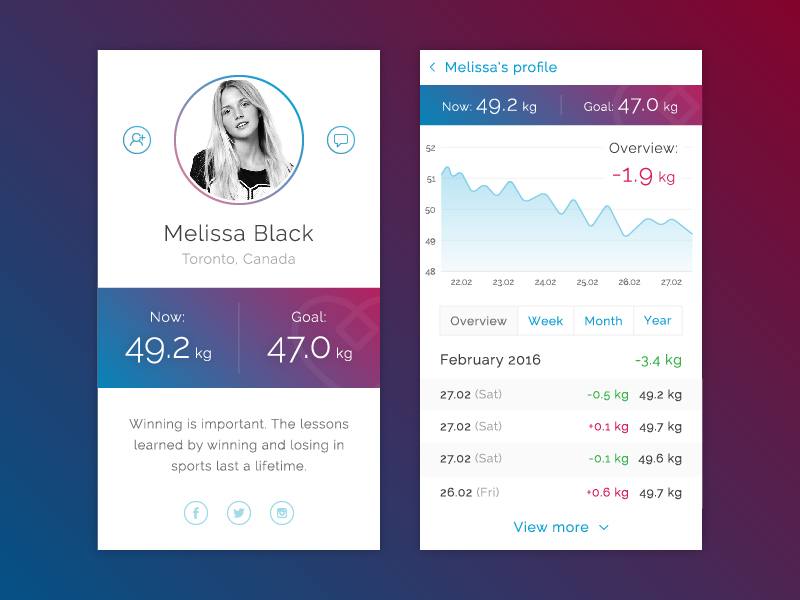 Melissa Black
Toronto, Canada
Now:
49.2 kg
Goal:
47.0 kg
Winning is important. The lessons
learned by winning and losing in
sports last a lifetime.
Melissa's profile
Now: 49.2 kg
Goal: 47.0 kg
Overview:
-1.9 kg
52
51
50
49
48
22.02 23.02 24.02 25.02 26.02 27.02
Overview Week Month Year
February 2016 -3.4 kg
27.02 (Sat) -0.5 kg 49.2 kg
27.02 (Sat) +0.1 kg 49.7 kg
27.02 (Sat) -0.1 kg 49.6 kg
26.02 (Fri) +0.6 kg 49.7 kg
View more